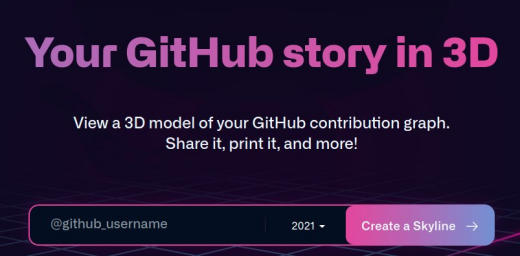 Your GitHub story in 3D
View a 3D model of your GitHub contribution graph.
Share it, print it, and more!
@github_username 2021 Create a Skyline →